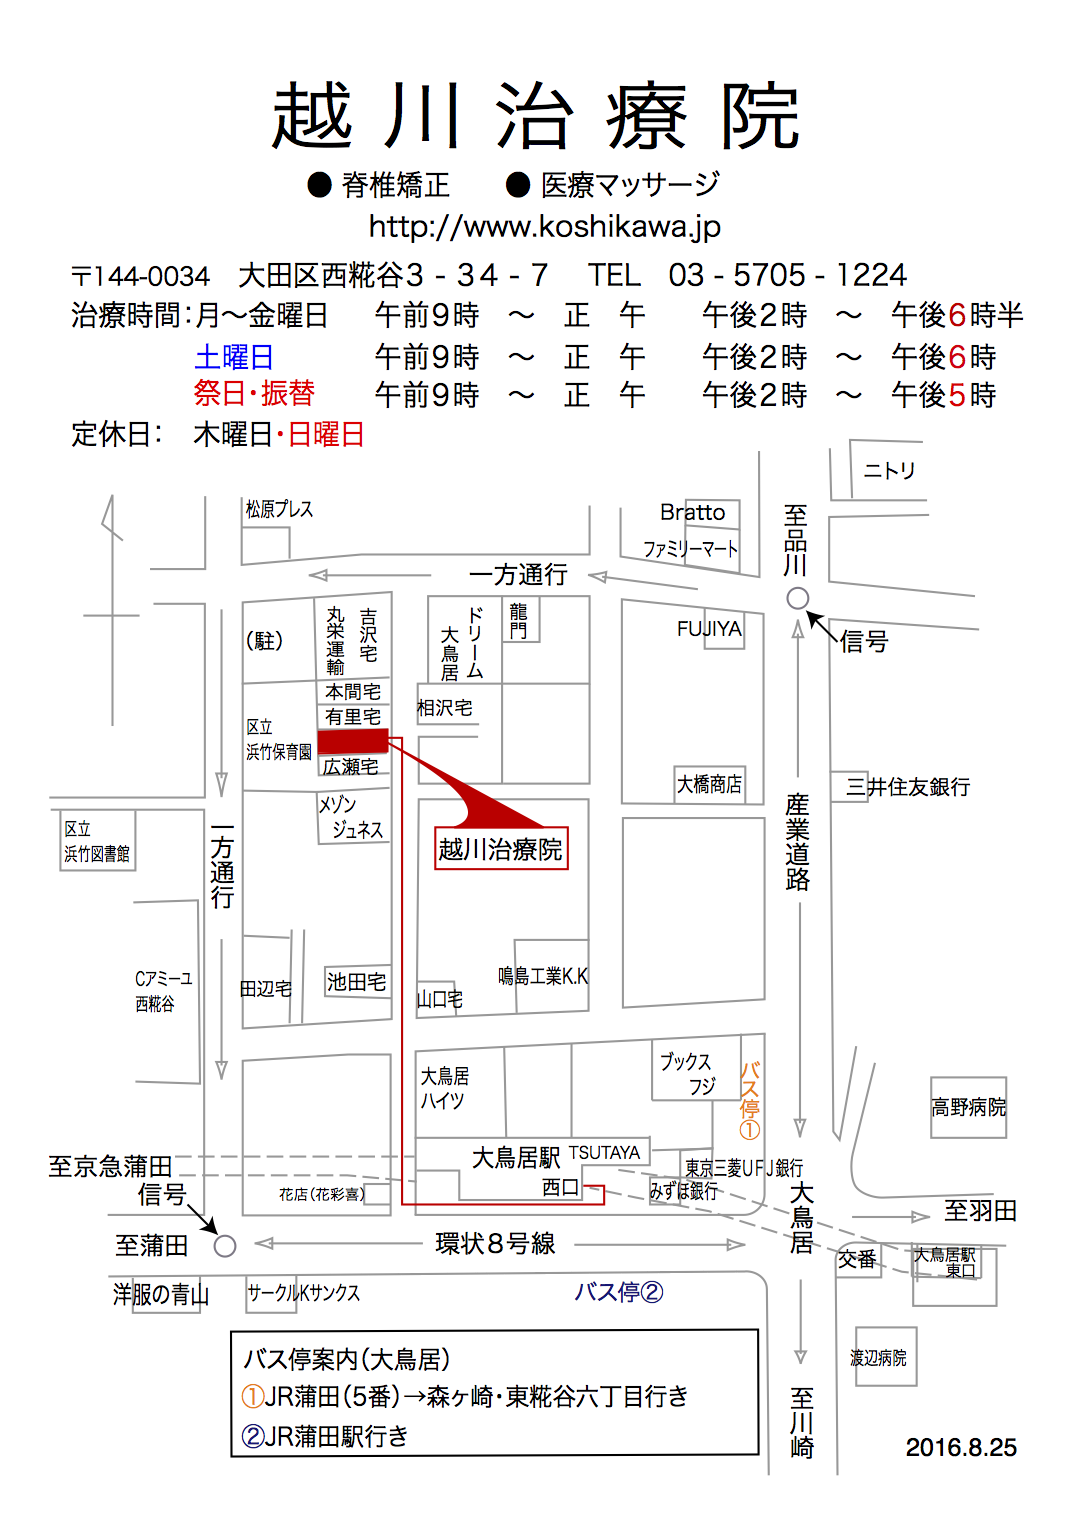 越川治療院
● 脊椎矯正　● 医療マッサージ
http://www.koshikawa.jp
〒144-0034　大田区西糀谷３-３４-７　TEL　03-5705-1224
治療時間：月～金曜日　午前９時　～　正　午　午後２時　～　午後６時半
土曜日　午前９時　～　正　午　午後２時　～　午後６時
祭日・振替　午前９時　～　正　午　午後２時　～　午後５時
定休日：　木曜日・日曜日
ニトリ
松原プレス
Bratto
ファミリーマート
至品川
一方通行
信号
（駐）
丸栄運輸
吉沢宅
ドリーム
大鳥居
龍門
FUJIYA
本間宅
有里宅
相沢宅
区立
浜竹保育園
広瀬宅
大橋商店
三井住友銀行
メゾン
ジュネス
産業道路
区立
浜竹図書館
一方通行
越川治療院
Cアミーユ
西糀谷
田辺宅
池田宅
山口宅
鳴島工業K.K
大鳥居
ハイツ
ブックス
フジ
バス停①
高野病院
至京急蒲田
大鳥居駅
TSUTAYA
東京三菱ＵＦＪ銀行
西口
みずほ銀行
花店（花彩喜）
信号
大鳥居
至羽田
至蒲田
環状８号線
交番
大鳥居駅
東口
洋服の青山
サークルKサンクス
バス停②
渡辺病院
バス停案内（大鳥居）
①JR蒲田（5番）→森ヶ崎・東糀谷六丁目行き
②JR蒲田駅行き
至川崎
2016.8.25